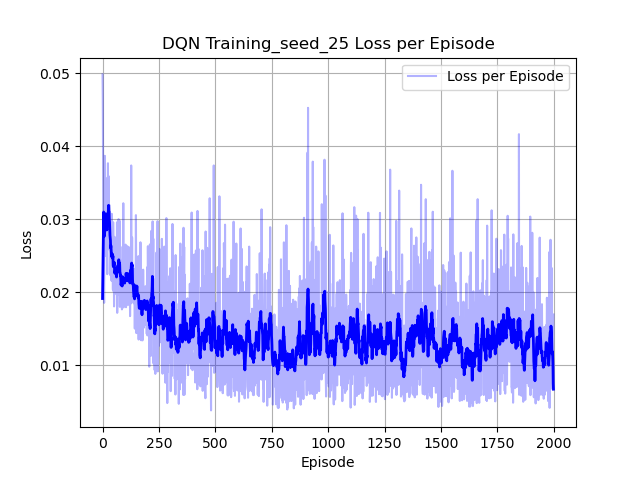 DQN Training_seed_25 Loss per Episode
Loss per Episode
0.05
0.04
0.03
0.02
0.01
Loss
0 250 500 750 1000 1250 1500 1750 2000
Episode